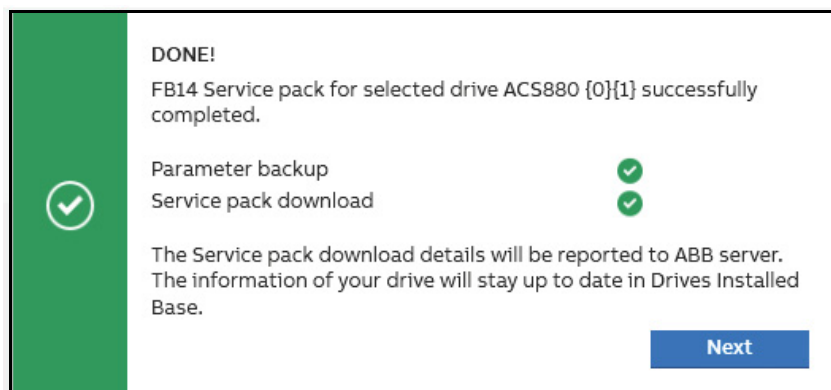 DONE!
FB14 Service pack for selected drive ACS880 {0}{1} successfully
completed.
Parameter backup
Service pack download
The Service pack download details will be reported to ABB server.
The information of your drive will stay up to date in Drives Installed
Base.
Next